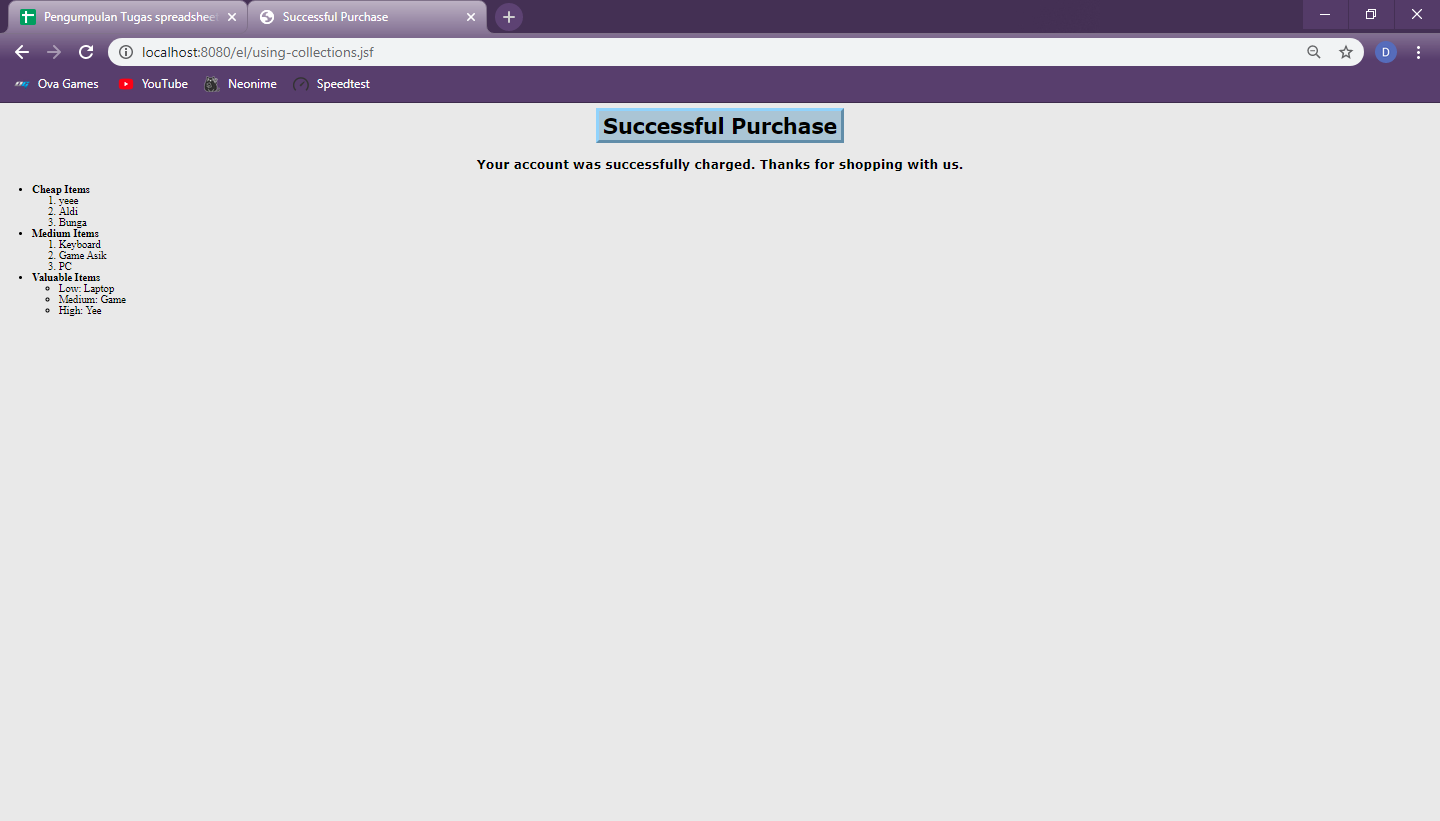 Pengumpulan Tugas spreadsheet
Successful Purchase
localhost:8080/el/using-collections.jsf
D
Ova Games
YouTube
Neonime
Speedtest
Successful Purchase
Your account was successfully charged. Thanks for shopping with us.
• Cheap Items
1. yeee
2. Aldi
3. Bunga
• Medium Items
1. Keyboard
2. Game Asik
3. PC
• Valuable Items
○ Low: Laptop
○ Medium: Game
○ High: Yee